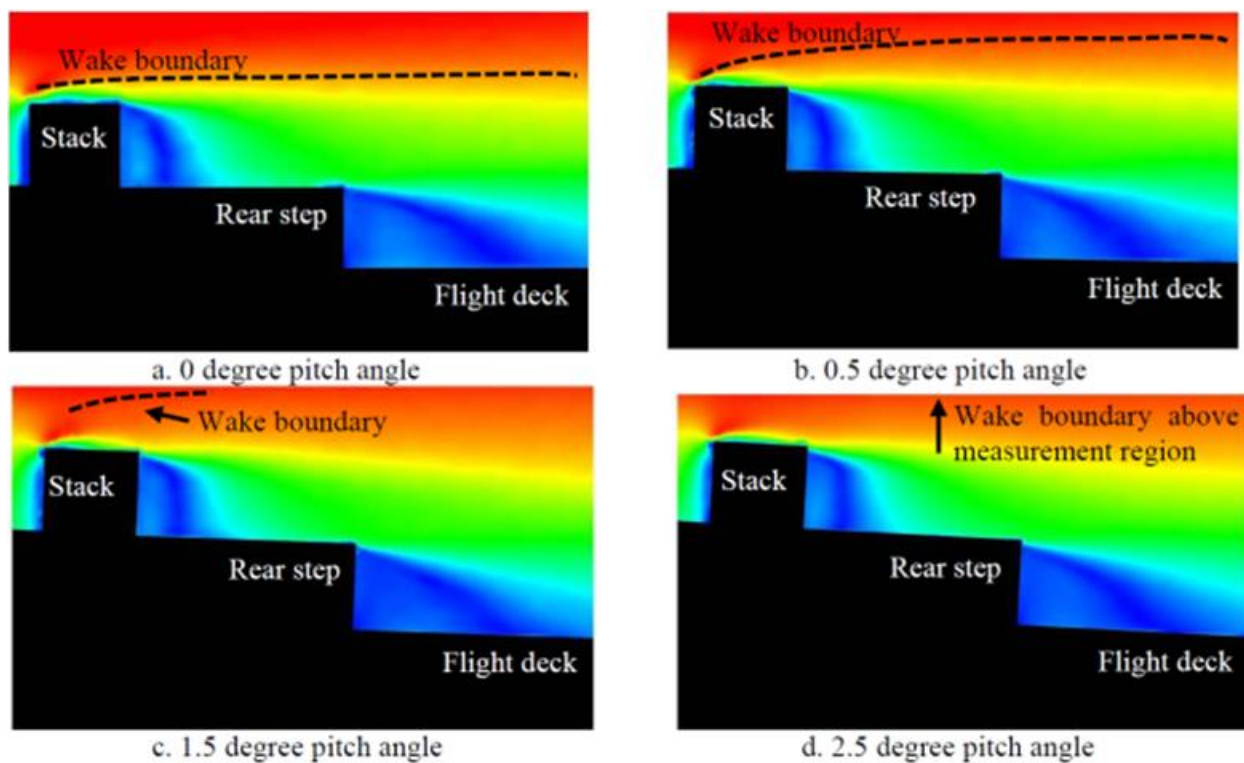 Wake boundary
Stack
Rear step
Flight deck
a. 0 degree pitch angle
Wake boundary
Stack
Rear step
Flight deck
b. 0.5 degree pitch angle
Wake boundary
Stack
Rear step
Flight deck
c. 1.5 degree pitch angle
Wake boundary above
measurement region
Stack
Rear step
Flight deck
d. 2.5 degree pitch angle